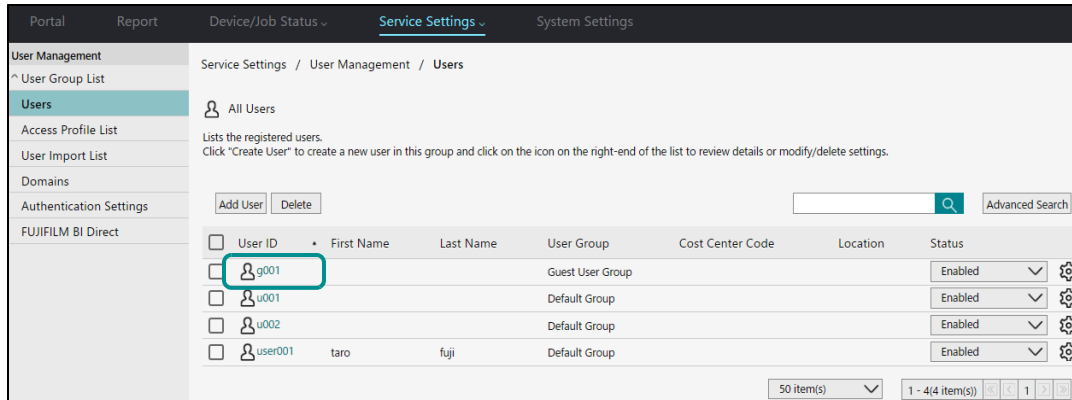 Portal Report Device/Job Status Service Settings System Settings
User Management
User Group List
Users
Access Profile List
User Import List
Domains
Authentication Settings
FUJIFILM BI Direct
Service Settings / User Management / Users
All Users
Lists the registered users.
Click "Create User" to create a new user in this group and click on the icon on the right-end of the list to review details or modify/delete settings.
Add User Delete Advanced Search
User ID First Name Last Name User Group Cost Center Code Location Status
g001 Guest User Group Enabled
u001 Default Group Enabled
u002 Default Group Enabled
user001 taro fuji Default Group Enabled
50 item(s) 1 - 4(4 item(s)) 1